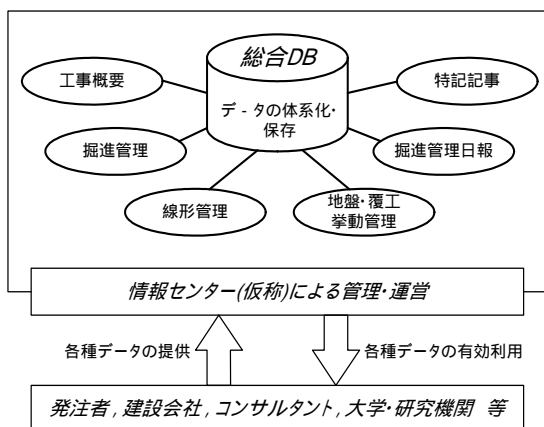 総合DB
工事概要
特記記事
デ-タの体系化・
保存
掘進管理
掘進管理日報
線形管理
地盤・覆工
挙動管理
情報センター(仮称)による管理・運営
各種データの提供
各種データの有効利用
発注者,建設会社,コンサルタント,大学・研究機関 等